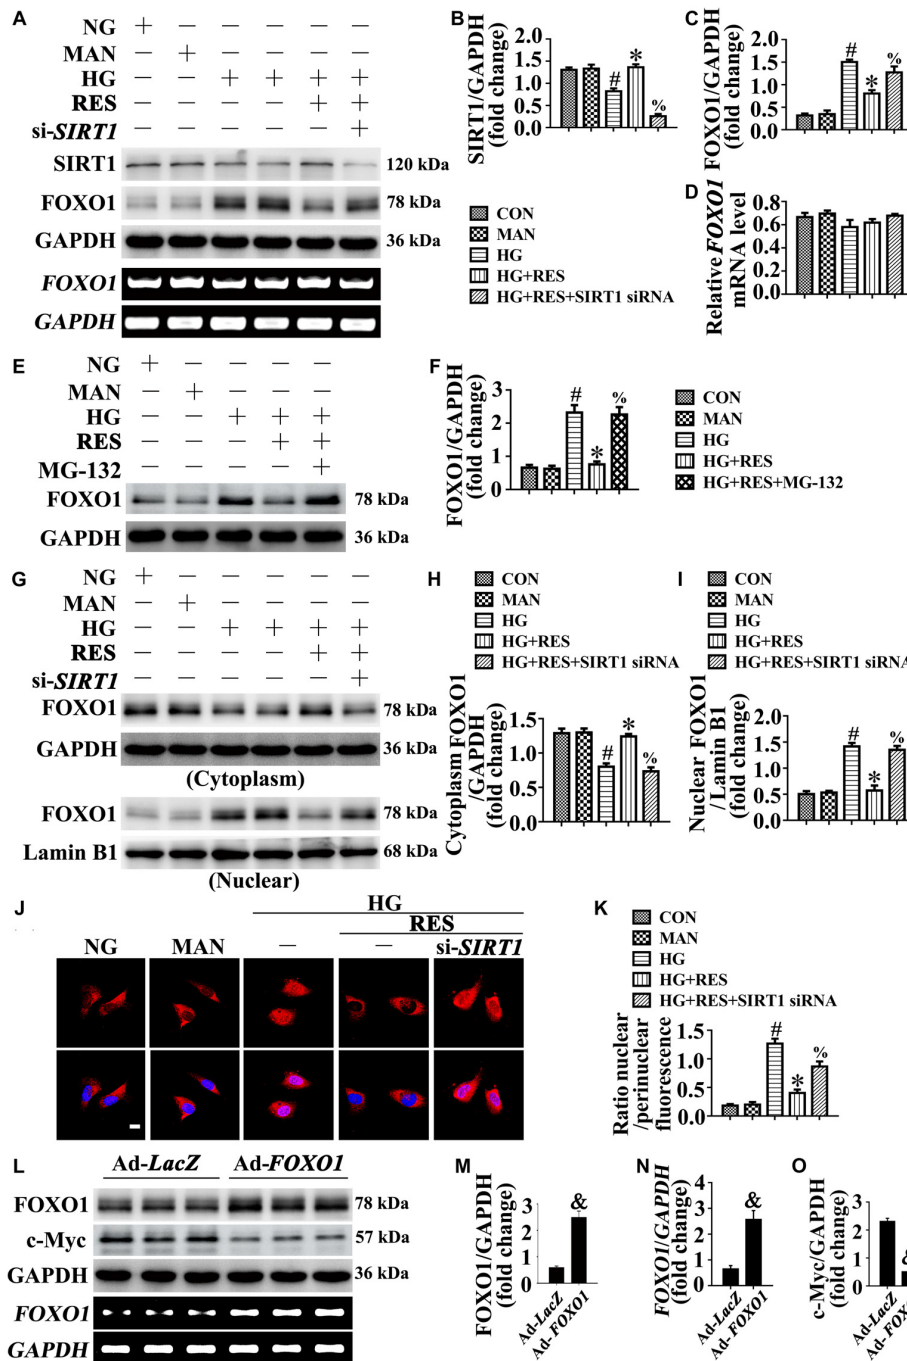 A
NG + − − − − −
MAN − + − − − −
HG − − + + + +
RES − − − − + +
si-SIRT1 − − − − − +
SIRT1 120 kDa
FOXO1 78 kDa
GAPDH 36 kDa
FOXO1
GAPDH
B
SIRT1/GAPDH
(fold change)
2.0
1.5
1.0
0.5
0
# * %
CON
MAN
HG
HG+RES
HG+RES+SIRT1 siRNA
C
FOXO1/GAPDH
(fold change)
2.0
1.5
1.0
0.5
0.0
# * %
D
Relative FOXO1
mRNA level
0.9
0.6
0.3
0.0
E
NG + − − − −
MAN − + − − −
HG − − + + +
RES − − − + +
MG-132 − − − − +
FOXO1 78 kDa
GAPDH 36 kDa
F
FOXO1/GAPDH
(fold change)
3
2
1
0
# * %
CON
MAN
HG
HG+RES
HG+RES+MG-132
G
NG + − − − − −
MAN − + − − − −
HG − − + + + +
RES − − − − + +
si-SIRT1 − − − − − +
FOXO1 78 kDa
GAPDH 36 kDa
(Cytoplasm)
FOXO1 78 kDa
Lamin B1 68 kDa
(Nuclear)
H
CON
MAN
HG
HG+RES
HG+RES+SIRT1 siRNA
Cytoplasm FOXO1
/GAPDH
(fold change)
1.5
1.0
0.5
0.0
# * %
I
CON
MAN
HG
HG+RES
HG+RES+SIRT1 siRNA
Nuclear FOXO1
/ Lamin B1
(fold change)
2.0
1.5
1.0
0.5
0.0
# * %
J
HG
RES
NG MAN − − si-SIRT1
K
CON
MAN
HG
HG+RES
HG+RES+SIRT1 siRNA
Ratio nuclear
/perinuclear
fluorescence
1.5
1.0
0.5
0.0
# * %
L
Ad-LacZ Ad-FOXO1
FOXO1 78 kDa
c-Myc 57 kDa
GAPDH 36 kDa
FOXO1
GAPDH
M
FOXO1/GAPDH
(fold change)
3
2
1
0
&
Ad-LacZ
Ad- FOXO1
N
FOXO1/GAPDH
(fold change)
3
2
1
0
&
Ad-LacZ
Ad- FOXO1
O
c-Myc/GAPDH
(fold change)
3
2
1
0
Ad-LacZ